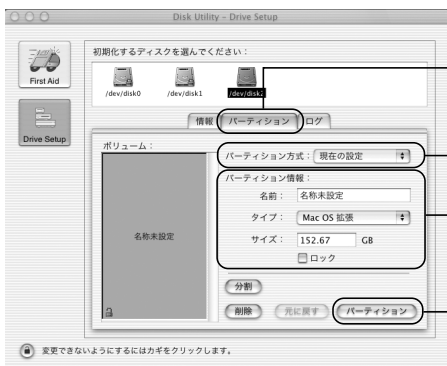 Disk Utility - Drive Setup
First Aid
Drive Setup
初期化するディスクを選んでください：
/dev/disk0
/dev/disk1
/dev/disk2
情報
パーティション
ログ
ボリューム：
名称未設定
パーティション方式：現在の設定
パーティション情報：
名前：名称未設定
タイプ：Mac OS 拡張
サイズ：152.67 GB
ロック
分割
削除
元に戻す
パーティション
変更できないようにするにはカギをクリックします。